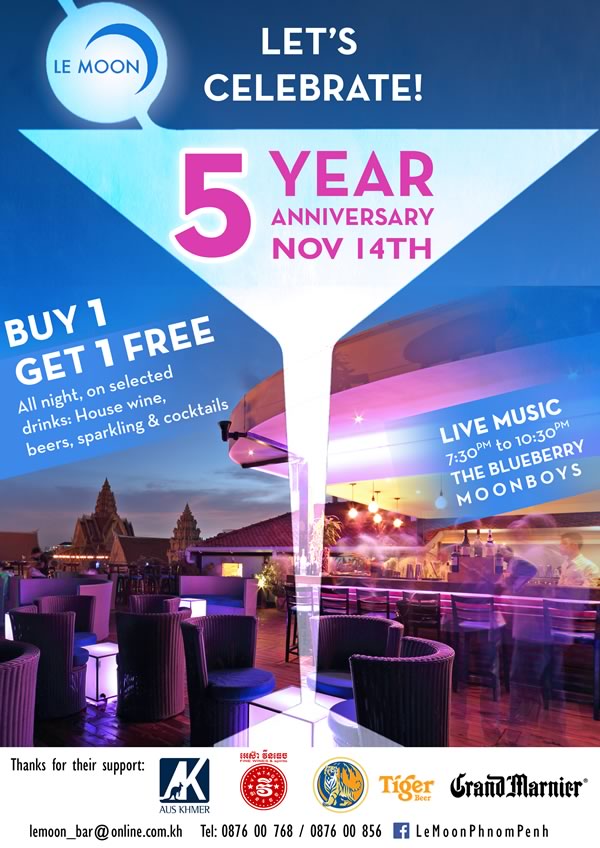 LE MOON
LET'S
CELEBRATE!
5 YEAR
ANNIVERSARY
NOV 14TH
BUY 1
GET 1 FREE
All night, on selected
drinks: House wine,
beers, sparkling & cocktails
LIVE MUSIC
7:30PM to 10:30PM
THE BLUEBERRY
MOONBOYS
Thanks for their support:
AK
AUS KHMER
FINE WINES & spirits
Tiger
Beer
Grand Marnier®
lemoon_bar@online.com.kh Tel: 0876 00 768 / 0876 00 856 f LeMoonPhnomPenh